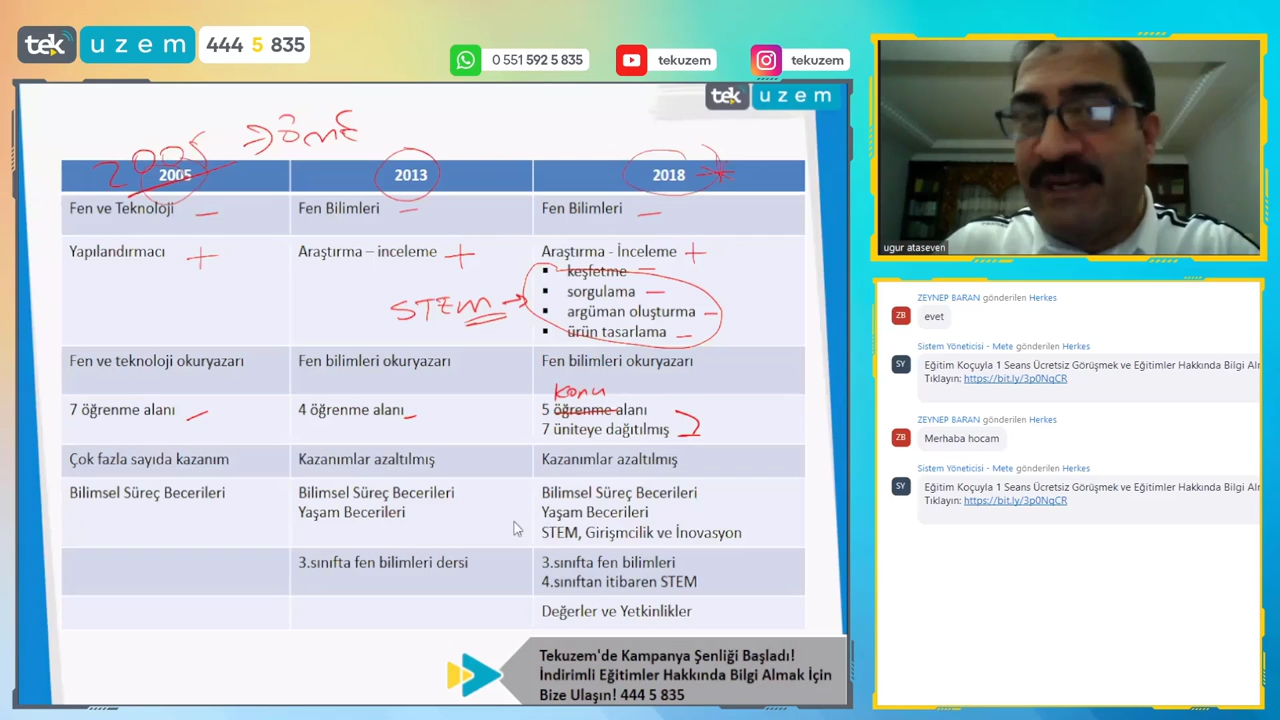 tek uzem 444 5 835
0 551 592 5 835 tekuzem tekuzem
tek uzem
2005 → ÖMÉ
2005 2013 2018
Fen ve Teknoloji Fen Bilimleri Fen Bilimleri
Yapılandırmacı Araştırma – inceleme Araştırma - İnceleme
keşfetme
sorgulama
argüman oluşturma
ürün tasarlama
STEM
Fen ve teknoloji okuryazarı Fen bilimleri okuryazarı Fen bilimleri okuryazarı
konu
7 öğrenme alanı 4 öğrenme alanı 5 öğrenme alanı
7 üniteye dağıtılmış
Çok fazla sayıda kazanım Kazanımlar azaltılmış Kazanımlar azaltılmış
Bilimsel Süreç Becerileri Bilimsel Süreç Becerileri Bilimsel Süreç Becerileri
Yaşam Becerileri Yaşam Becerileri
STEM, Girişmcilik ve İnovasyon
3.sınıfta fen bilimleri dersi 3.sınıfta fen bilimleri
4.sınıftan itibaren STEM
Değerler ve Yetkinlikler
Tekuzem'de Kampanya Şenliği Başladı!
İndirimli Eğitimler Hakkında Bilgi Almak İçin
Bize Ulaşın! 444 5 835
ugur ataseven
ZEYNEP BARAN gönderilen Herkes
ZB evet
Sistem Yöneticisi - Mete gönderilen Herkes
SY Eğitim Koçuyla 1 Seans Ücretsiz Görüşmek ve Eğitimler Hakkında Bilgi Al
Tıklayın: https://bit.ly/3p0NqCR
ZEYNEP BARAN gönderilen Herkes
ZB Merhaba hocam
Sistem Yöneticisi - Mete gönderilen Herkes
SY Eğitim Koçuyla 1 Seans Ücretsiz Görüşmek ve Eğitimler Hakkında Bilgi Al
Tıklayın: https://bit.ly/3p0NqCR